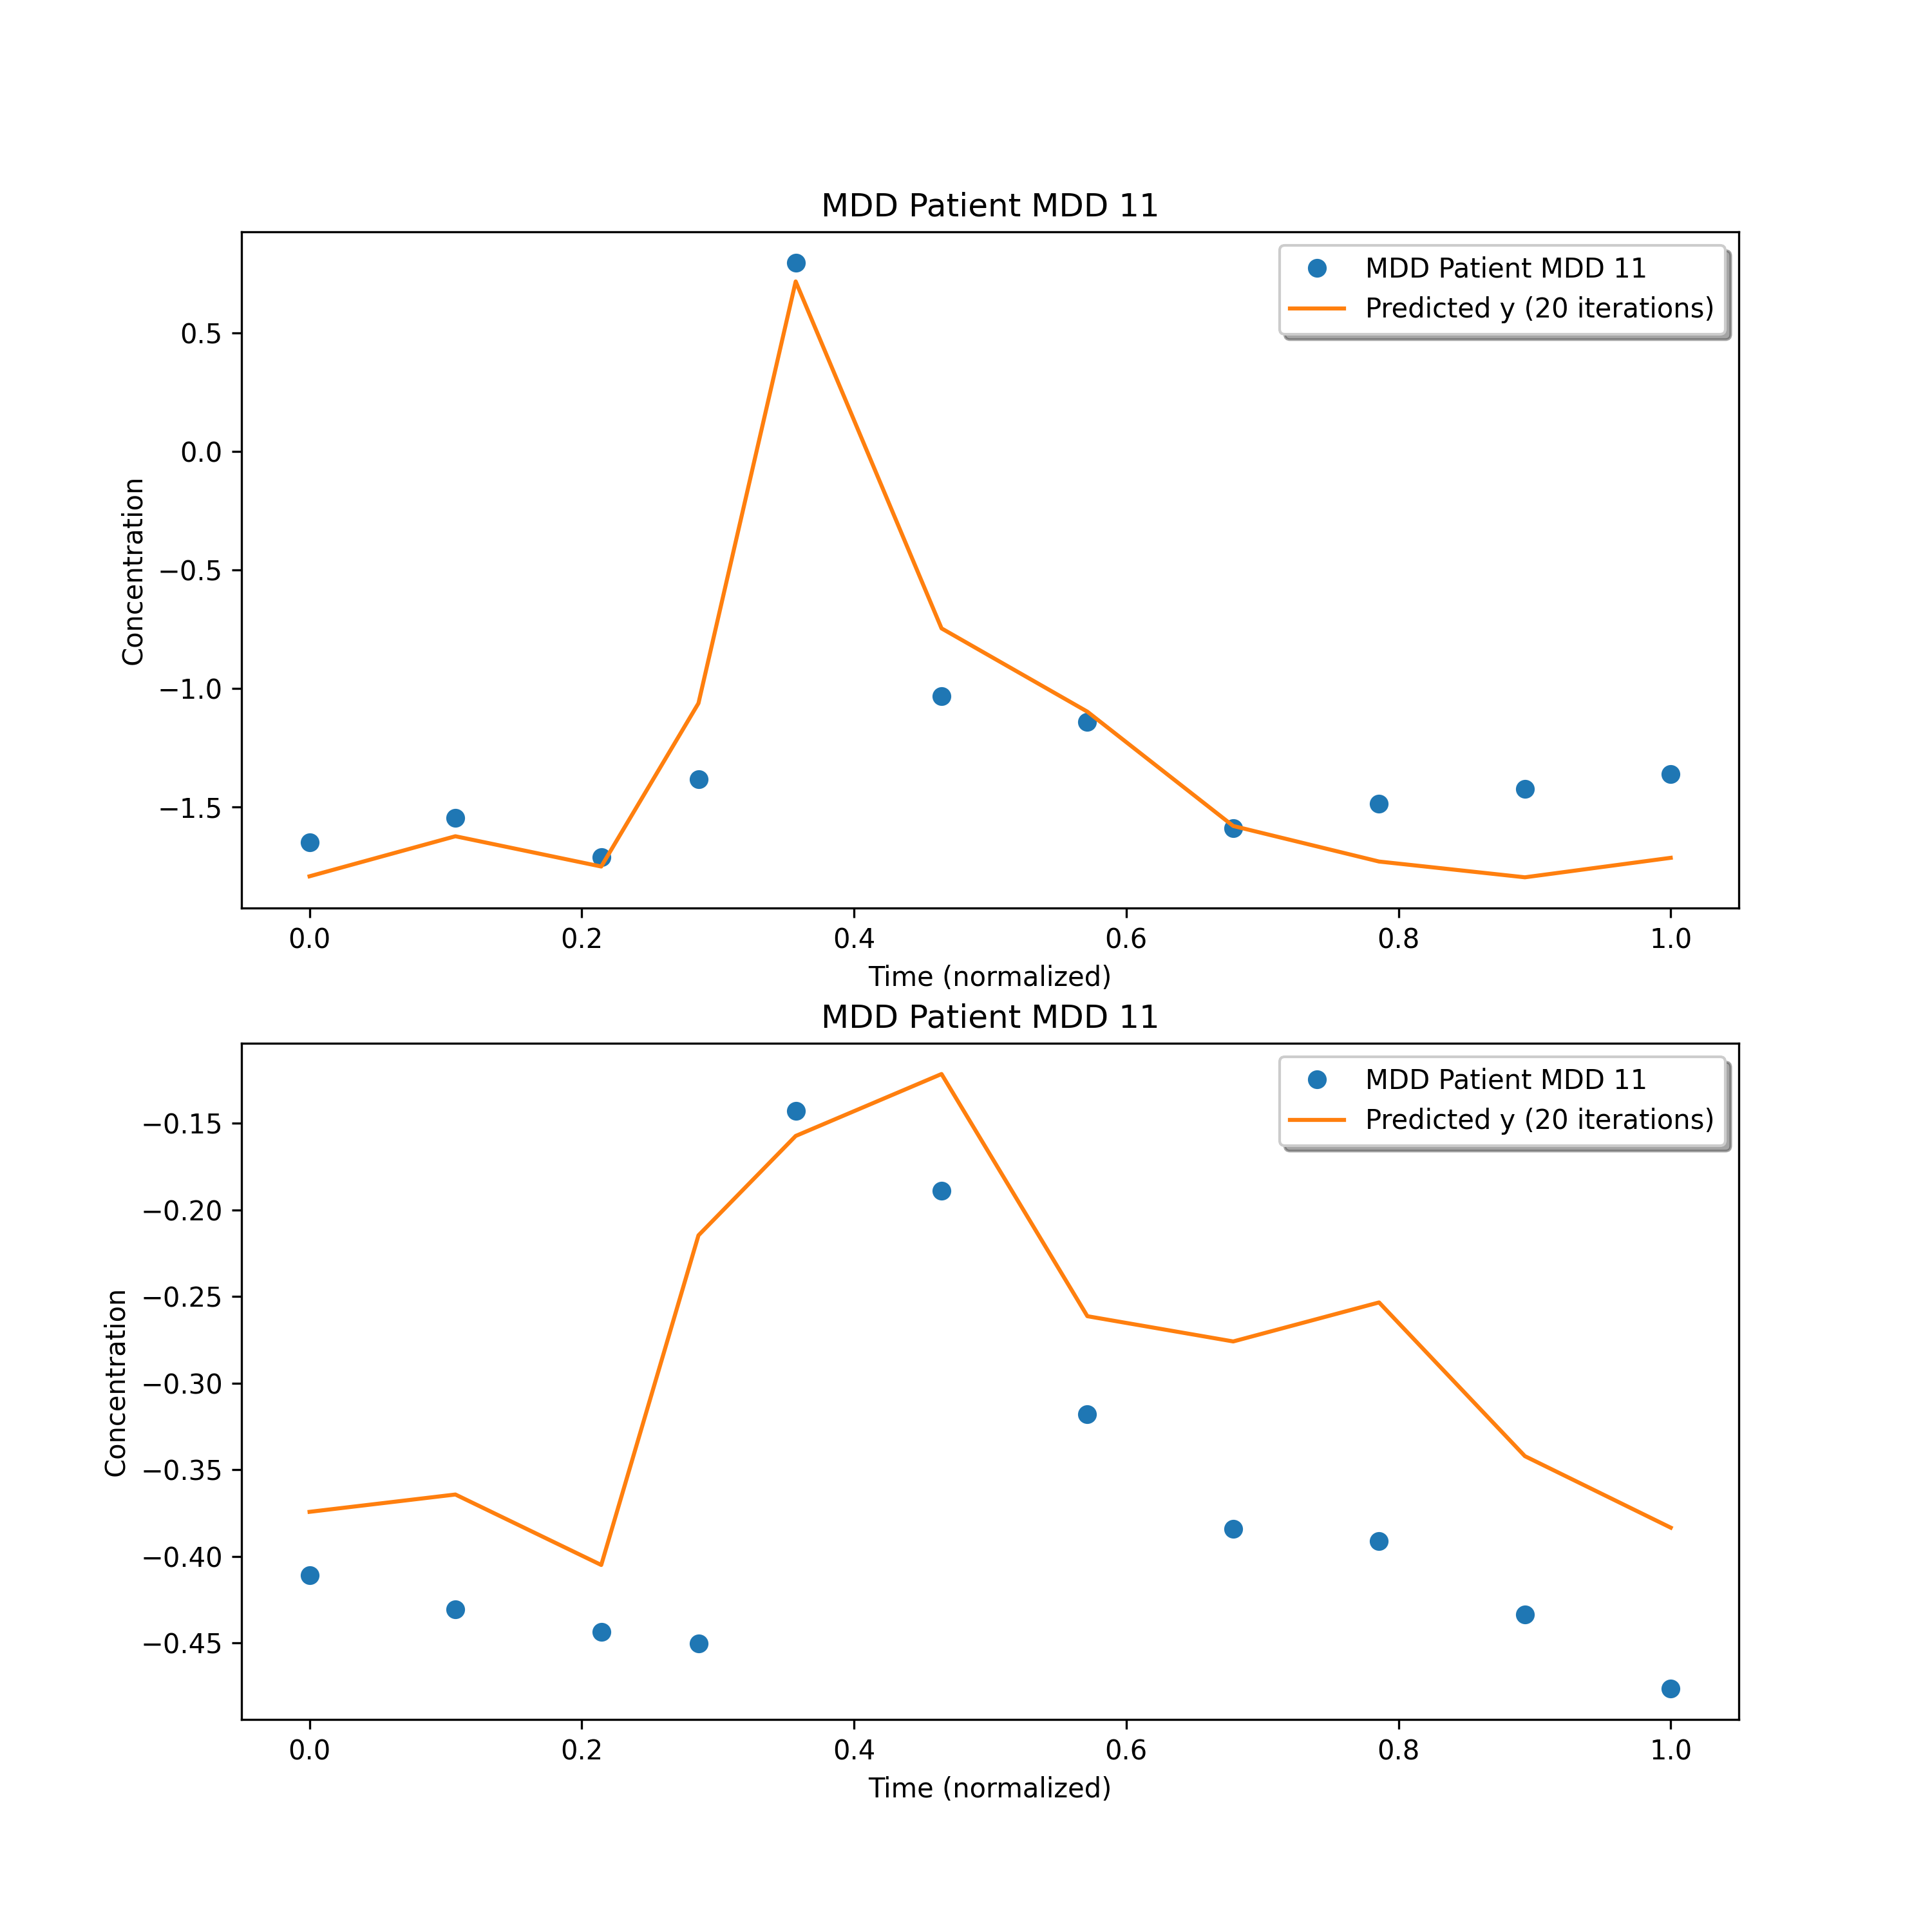 MDD Patient MDD 11
MDD Patient MDD 11
Predicted y (20 iterations)
Concentration
0.5
0.0
−0.5
−1.0
−1.5
0.0 0.2 0.4 0.6 0.8 1.0
Time (normalized)
MDD Patient MDD 11
MDD Patient MDD 11
Predicted y (20 iterations)
Concentration
−0.15
−0.20
−0.25
−0.30
−0.35
−0.40
−0.45
0.0 0.2 0.4 0.6 0.8 1.0
Time (normalized)